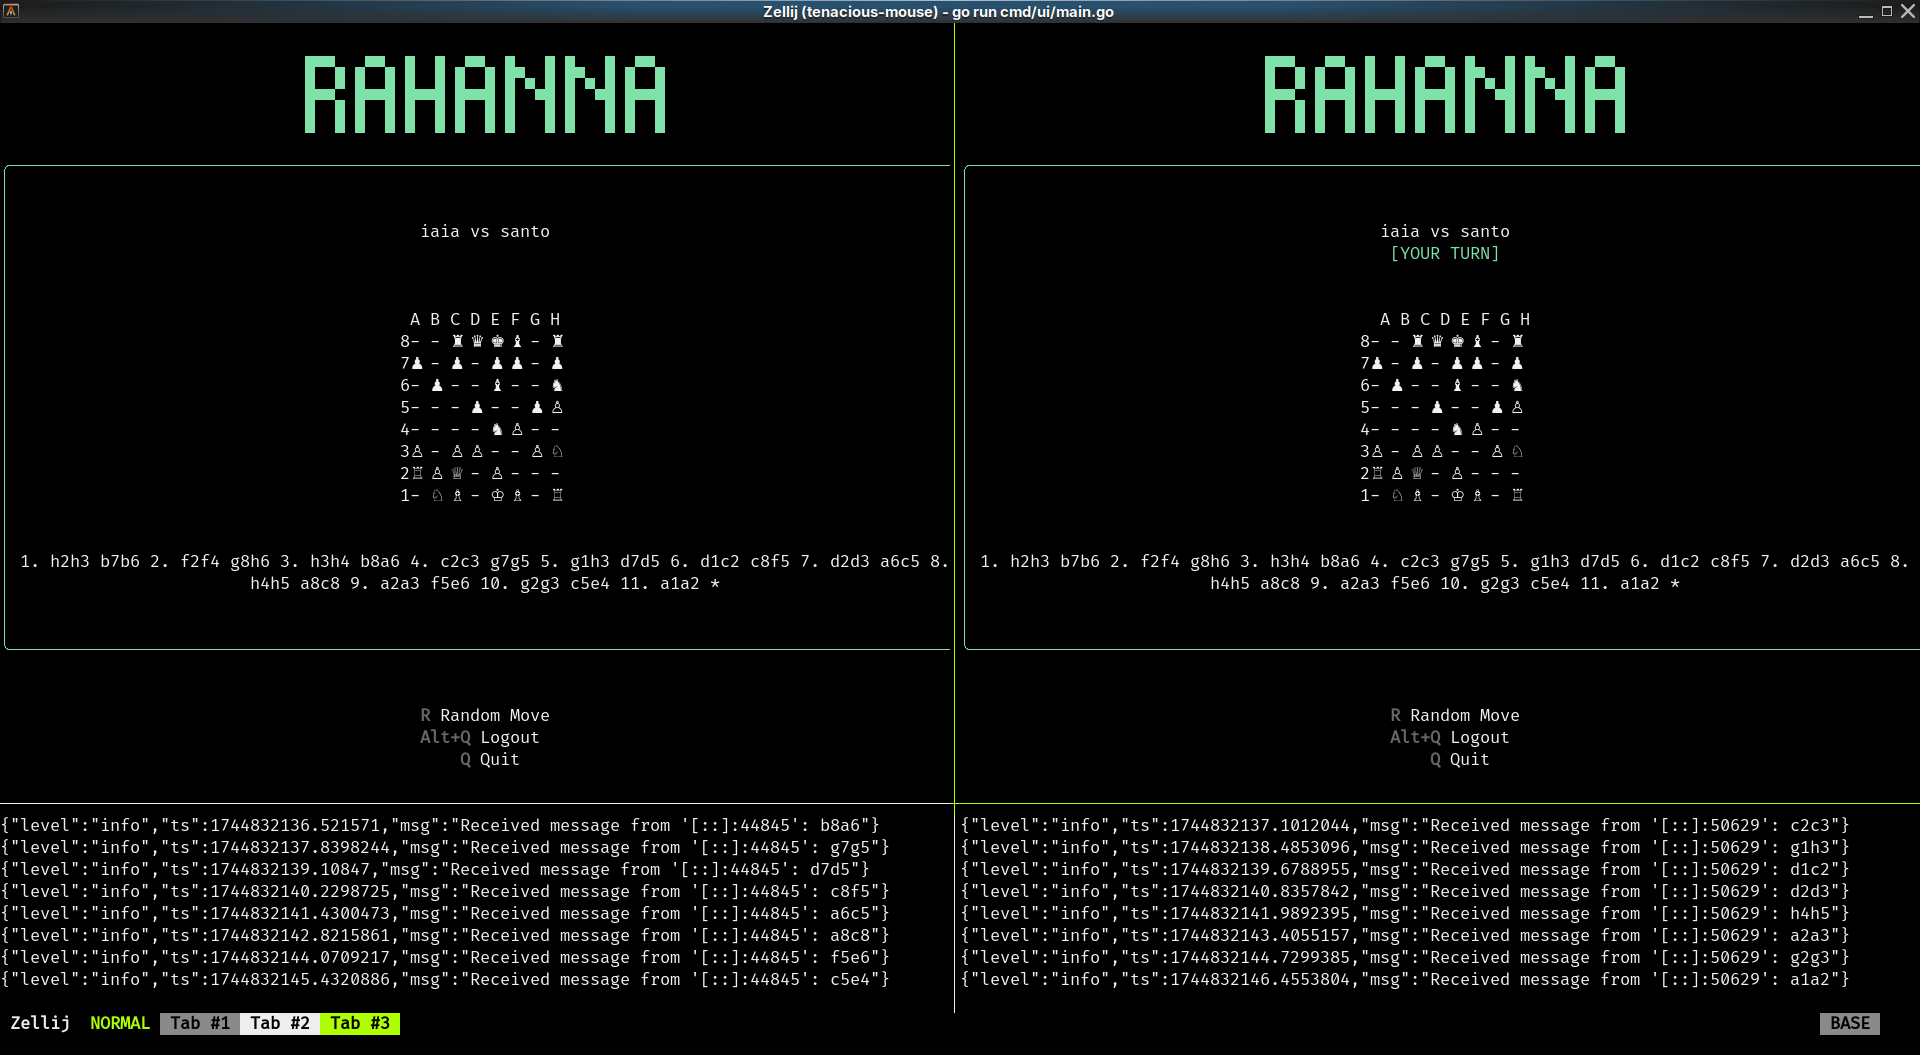 Zellij (tenacious-mouse) - go run cmd/ui/main.go
RAHANNA
iaia vs santo
A B C D E F G H
8- - ♜ ♛ ♚ ♝ - ♜
7♟ - ♟ - ♟ ♟ - ♟
6- ♟ - - ♝ - - ♞
5- - - ♟ - - ♟ ♙
4- - - - ♞ ♙ - -
3♙ - ♙ ♙ - - ♙ ♘
2♖ ♙ ♕ - ♙ - - -
1- ♘ ♗ - ♔ ♗ - ♖
1. h2h3 b7b6 2. f2f4 g8h6 3. h3h4 b8a6 4. c2c3 g7g5 5. g1h3 d7d5 6. d1c2 c8f5 7. d2d3 a6c5 8.
h4h5 a8c8 9. a2a3 f5e6 10. g2g3 c5e4 11. a1a2 *
R Random Move
Alt+Q Logout
Q Quit
RAHANNA
iaia vs santo
[YOUR TURN]
A B C D E F G H
8- - ♜ ♛ ♚ ♝ - ♜
7♟ - ♟ - ♟ ♟ - ♟
6- ♟ - - ♝ - - ♞
5- - - ♟ - - ♟ ♙
4- - - - ♞ ♙ - -
3♙ - ♙ ♙ - - ♙ ♘
2♖ ♙ ♕ - ♙ - - -
1- ♘ ♗ - ♔ ♗ - ♖
1. h2h3 b7b6 2. f2f4 g8h6 3. h3h4 b8a6 4. c2c3 g7g5 5. g1h3 d7d5 6. d1c2 c8f5 7. d2d3 a6c5 8.
h4h5 a8c8 9. a2a3 f5e6 10. g2g3 c5e4 11. a1a2 *
R Random Move
Alt+Q Logout
Q Quit
{"level":"info","ts":1744832136.521571,"msg":"Received message from '[::]:44845': b8a6"}
{"level":"info","ts":1744832137.8398244,"msg":"Received message from '[::]:44845': g7g5"}
{"level":"info","ts":1744832139.10847,"msg":"Received message from '[::]:44845': d7d5"}
{"level":"info","ts":1744832140.2298725,"msg":"Received message from '[::]:44845': c8f5"}
{"level":"info","ts":1744832141.4300473,"msg":"Received message from '[::]:44845': a6c5"}
{"level":"info","ts":1744832142.8215861,"msg":"Received message from '[::]:44845': a8c8"}
{"level":"info","ts":1744832144.0709217,"msg":"Received message from '[::]:44845': f5e6"}
{"level":"info","ts":1744832145.4320886,"msg":"Received message from '[::]:44845': c5e4"}
{"level":"info","ts":1744832137.1012044,"msg":"Received message from '[::]:50629': c2c3"}
{"level":"info","ts":1744832138.4853096,"msg":"Received message from '[::]:50629': g1h3"}
{"level":"info","ts":1744832139.6788955,"msg":"Received message from '[::]:50629': d1c2"}
{"level":"info","ts":1744832140.8357842,"msg":"Received message from '[::]:50629': d2d3"}
{"level":"info","ts":1744832141.9892395,"msg":"Received message from '[::]:50629': h4h5"}
{"level":"info","ts":1744832143.4055157,"msg":"Received message from '[::]:50629': a2a3"}
{"level":"info","ts":1744832144.7299385,"msg":"Received message from '[::]:50629': g2g3"}
{"level":"info","ts":1744832146.4553804,"msg":"Received message from '[::]:50629': a1a2"}
Zellij NORMAL Tab #1 Tab #2 Tab #3 BASE